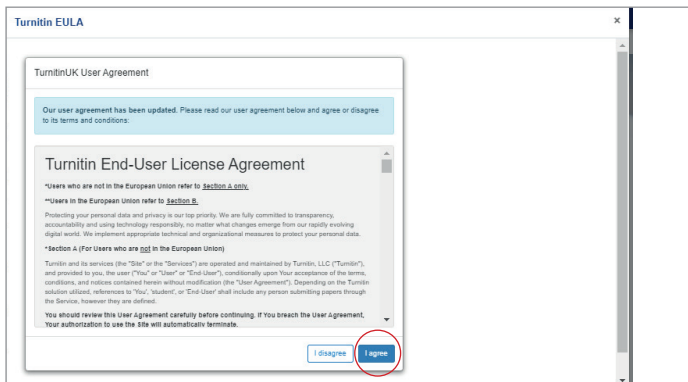 Turnitin EULA
×
TurnitinUK User Agreement
Our user agreement has been updated. Please read our user agreement below and agree or disagree
to its terms and conditions:
Turnitin End-User License Agreement
*Users who are not in the European Union refer to Section A only.
**Users in the European Union refer to Section B.
Protecting your personal data and privacy is our top priority. We are fully committed to transparency,
accountability and using technology responsibly, no matter what changes emerge from our rapidly evolving
digital world. We implement appropriate technical and organizational measures to protect your personal data.
*Section A (For Users who are not in the European Union)
Turnitin and its services (the "Site" or the "Services") are operated and maintained by Turnitin, LLC ("Turnitin"),
and provided to you, the user ("You" or "User" or "End-User"), conditionally upon Your acceptance of the terms,
conditions, and notices contained herein without modification (the "User Agreement"). Depending on the Turnitin
solution utilized, references to 'You', 'student', or 'End-User' shall include any person submitting papers through
the Service, however they are defined.
You should review this User Agreement carefully before continuing. If You breach the User Agreement,
Your authorization to use the Site will automatically terminate.
I disagree
I agree